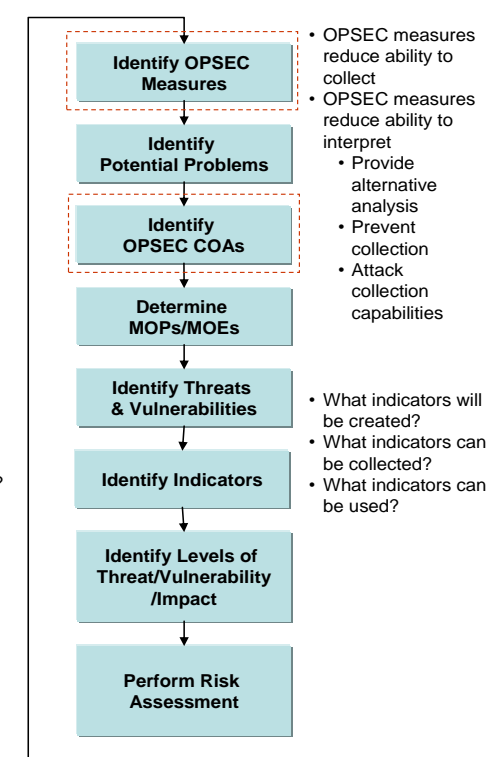 Identify OPSEC
Measures
Identify
Potential Problems
Identify
OPSEC COAs
Determine
MOPs/MOEs
Identify Threats
& Vulnerabilities
Identify Indicators
Identify Levels of
Threat/Vulnerability
/Impact
Perform Risk
Assessment
• OPSEC measures
reduce ability to
collect
• OPSEC measures
reduce ability to
interpret
• Provide
alternative
analysis
• Prevent
collection
• Attack
collection
capabilities
• What indicators will
be created?
• What indicators can
be collected?
• What indicators can
be used?
?